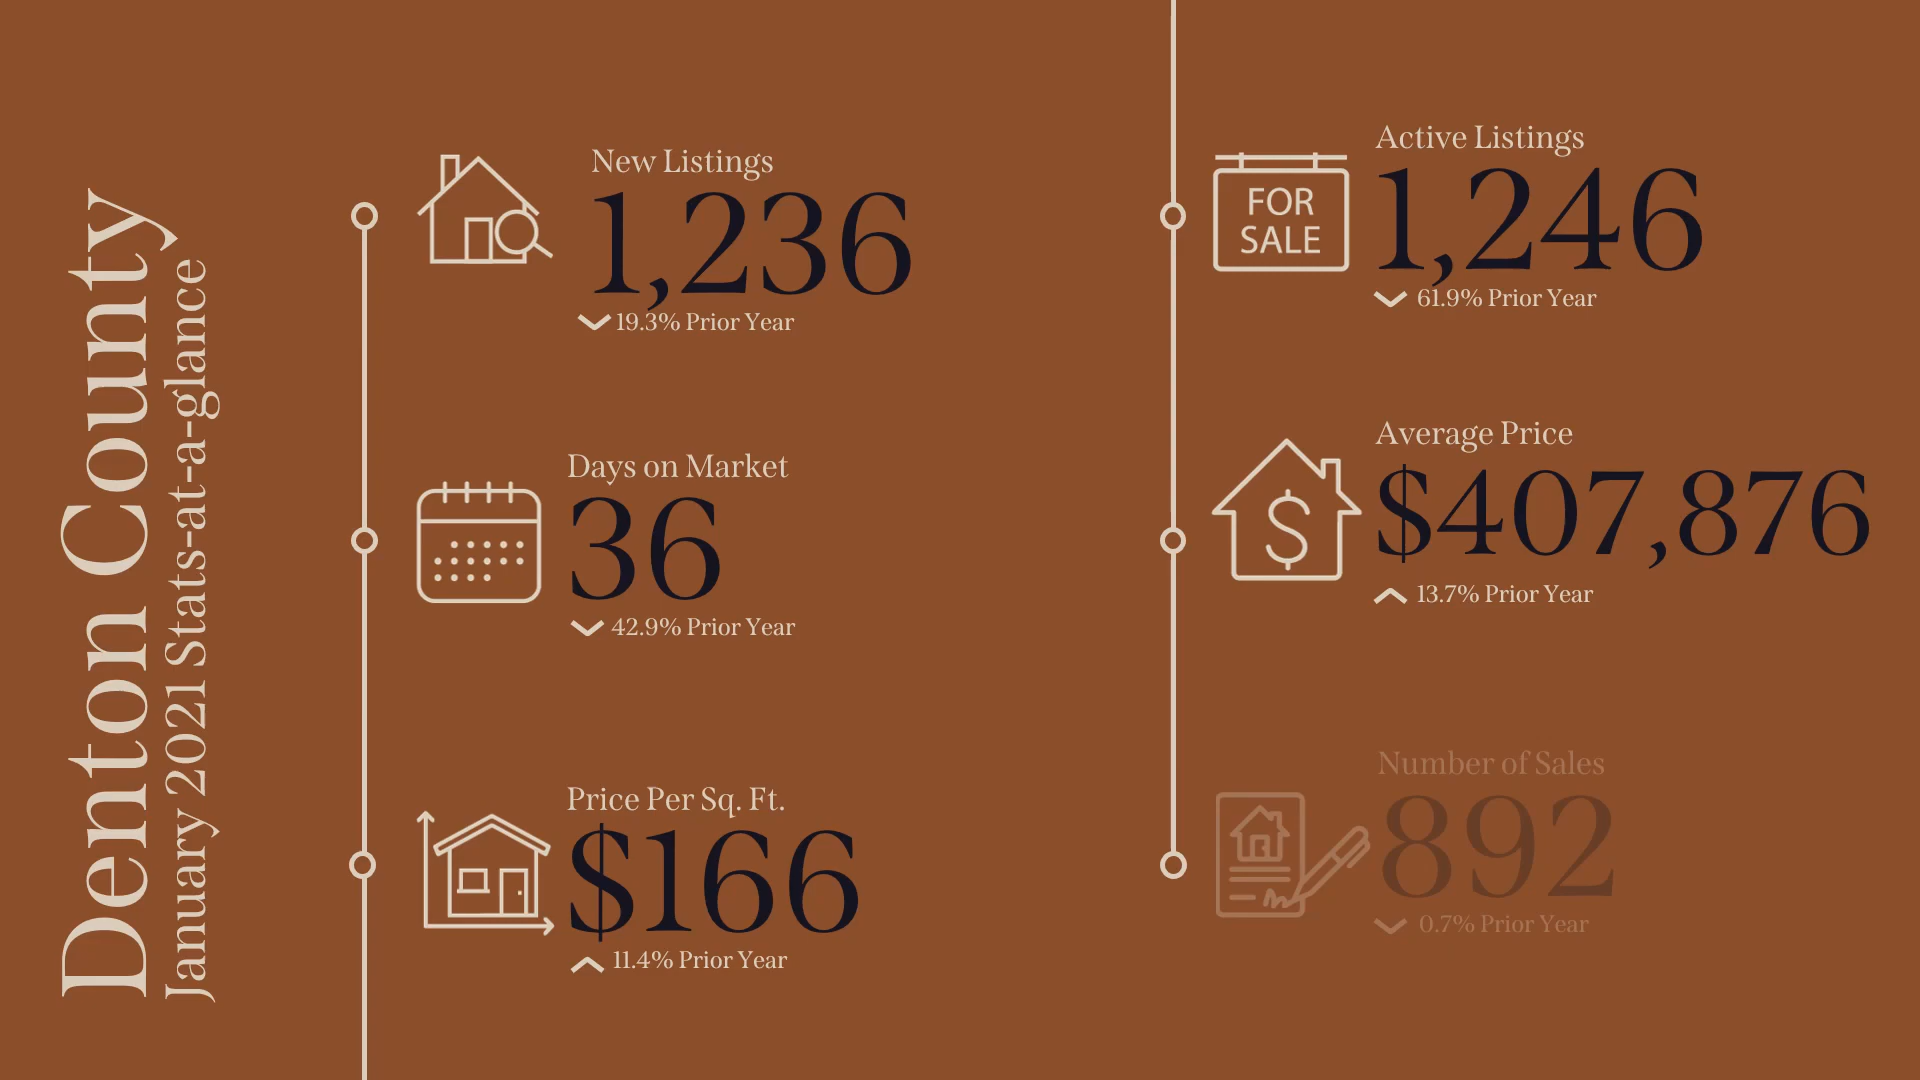 Denton County
January 2021 Stats-at-a-glance
New Listings
1,236
19.3% Prior Year
Days on Market
36
42.9% Prior Year
Price Per Sq. Ft.
$166
11.4% Prior Year
Active Listings
FOR
SALE
1,246
61.9% Prior Year
Average Price
$
$407,876
13.7% Prior Year
Number of Sales
892
0.7% Prior Year